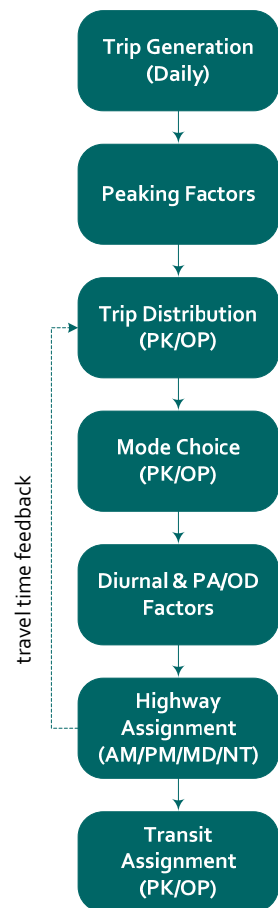 Trip Generation
(Daily)
Peaking Factors
Trip Distribution
(PK/OP)
Mode Choice
(PK/OP)
travel time feedback
Diurnal & PA/OD
Factors
Highway
Assignment
(AM/PM/MD/NT)
Transit
Assignment
(PK/OP)